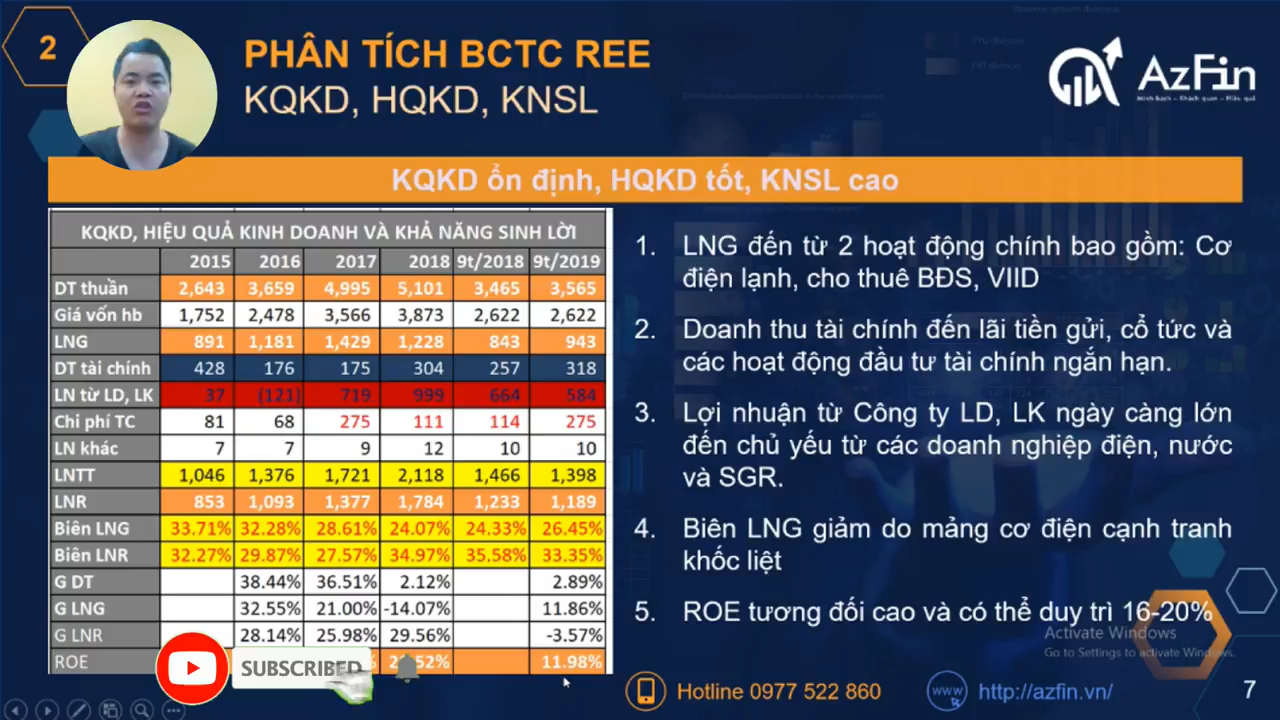 2
PHÂN TÍCH BCTC REE
KQKD, HQKD, KNSL
AzFin
Minh bạch - Khách quan - Hiệu quả
KQKD ổn định, HQKD tốt, KNSL cao
KQKD, HIỆU QUẢ KINH DOANH VÀ KHẢ NĂNG SINH LỜI
2015 2016 2017 2018 9t/2018 9t/2019
DT thuần 2,643 3,659 4,995 5,101 3,465 3,565
Giá vốn hb 1,752 2,478 3,566 3,873 2,622 2,622
LNG 891 1,181 1,429 1,228 843 943
DT tài chính 428 176 175 304 257 318
LN từ LD, LK 37 (121) 719 999 664 584
Chi phí TC 81 68 275 111 114 275
LN khác 7 7 9 12 10 10
LNTT 1,046 1,376 1,721 2,118 1,466 1,398
LNR 853 1,093 1,377 1,784 1,233 1,189
Biên LNG 33.71% 32.28% 28.61% 24.07% 24.33% 26.45%
Biên LNR 32.27% 29.87% 27.57% 34.97% 35.58% 33.35%
G DT 38.44% 36.51% 2.12% 2.89%
G LNG 32.55% 21.00% -14.07% 11.86%
G LNR 28.14% 25.98% 29.56% -3.57%
ROE 11.98%
SUBSCRIBED
1. LNG đến từ 2 hoạt động chính bao gồm: Cơ
điện lạnh, cho thuê BĐS, VIID
2. Doanh thu tài chính đến lãi tiền gửi, cổ tức và
các hoạt động đầu tư tài chính ngắn hạn.
3. Lợi nhuận từ Công ty LD, LK ngày càng lớn
đến chủ yếu từ các doanh nghiệp điện, nước
và SGR.
4. Biên LNG giảm do mảng cơ điện cạnh tranh
khốc liệt
5. ROE tương đối cao và có thể duy trì 16-20%
Activate Windows
Go to Settings to activate Windows.
Hotline 0977 522 860
www
http://azfin.vn/
7